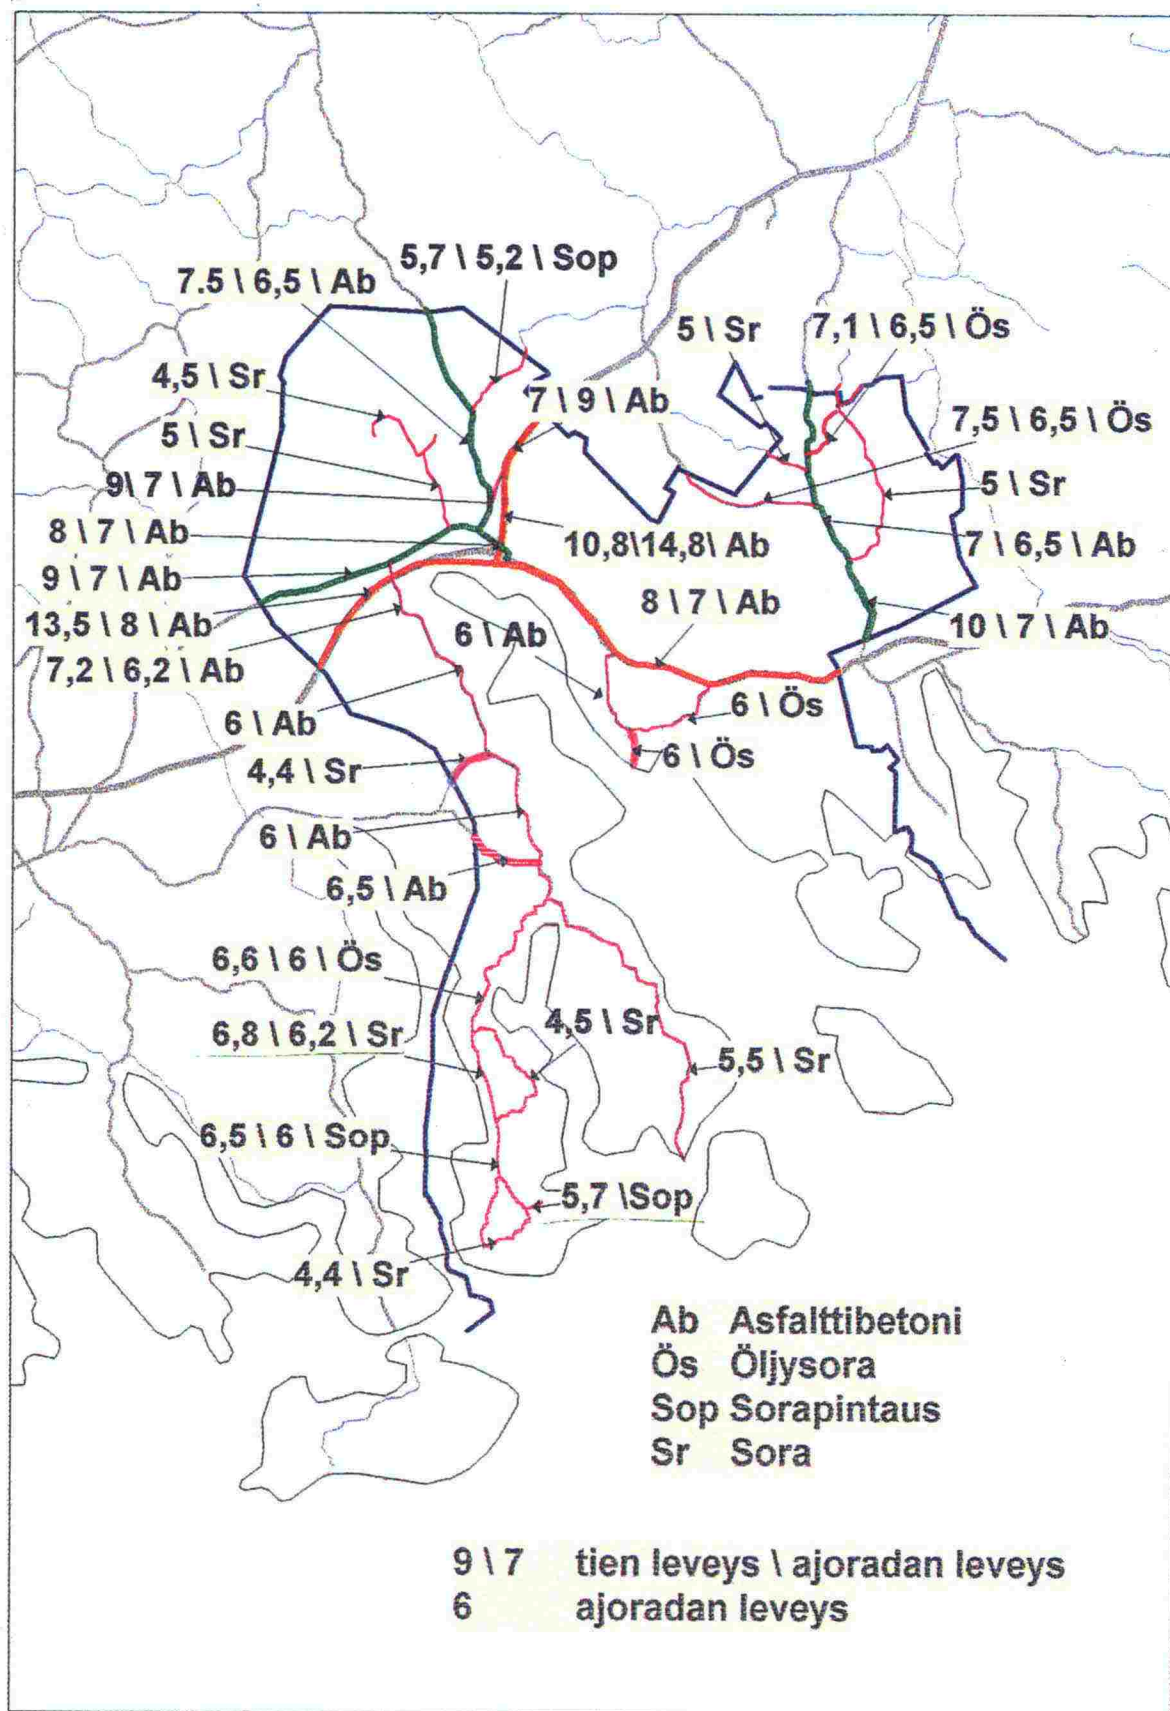 5,7 \ 5,2 \ Sop
7.5 \ 6,5 \ Ab
5 \ Sr
7,1 \ 6,5 \ Ös
4,5 \ Sr
7 \ 9 \ Ab
7,5 \ 6,5 \ Ös
5 \ Sr
9\ 7 \ Ab
5 \ Sr
8 \ 7 \ Ab
10,8\14,8\ Ab
7 \ 6,5 \ Ab
9 \ 7 \ Ab
8 \ 7 \ Ab
13,5 \ 8 \ Ab
6 \ Ab
10 \ 7 \ Ab
7,2 \ 6,2 \ Ab
6 \ Ab
6 \ Ös
6 \ Ös
4,4 \ Sr
6 \ Ab
6,5 \ Ab
6,6 \ 6 \ Ös
4,5 \ Sr
6,8 \ 6,2 \ Sr
5,5 \ Sr
6,5 \ 6 \ Sop
5,7 \Sop
4,4 \ Sr
Ab Asfalttibetoni
Ös Öljysora
Sop Sorapintaus
Sr Sora
9 \ 7 tien leveys \ ajoradan leveys
6 ajoradan leveys